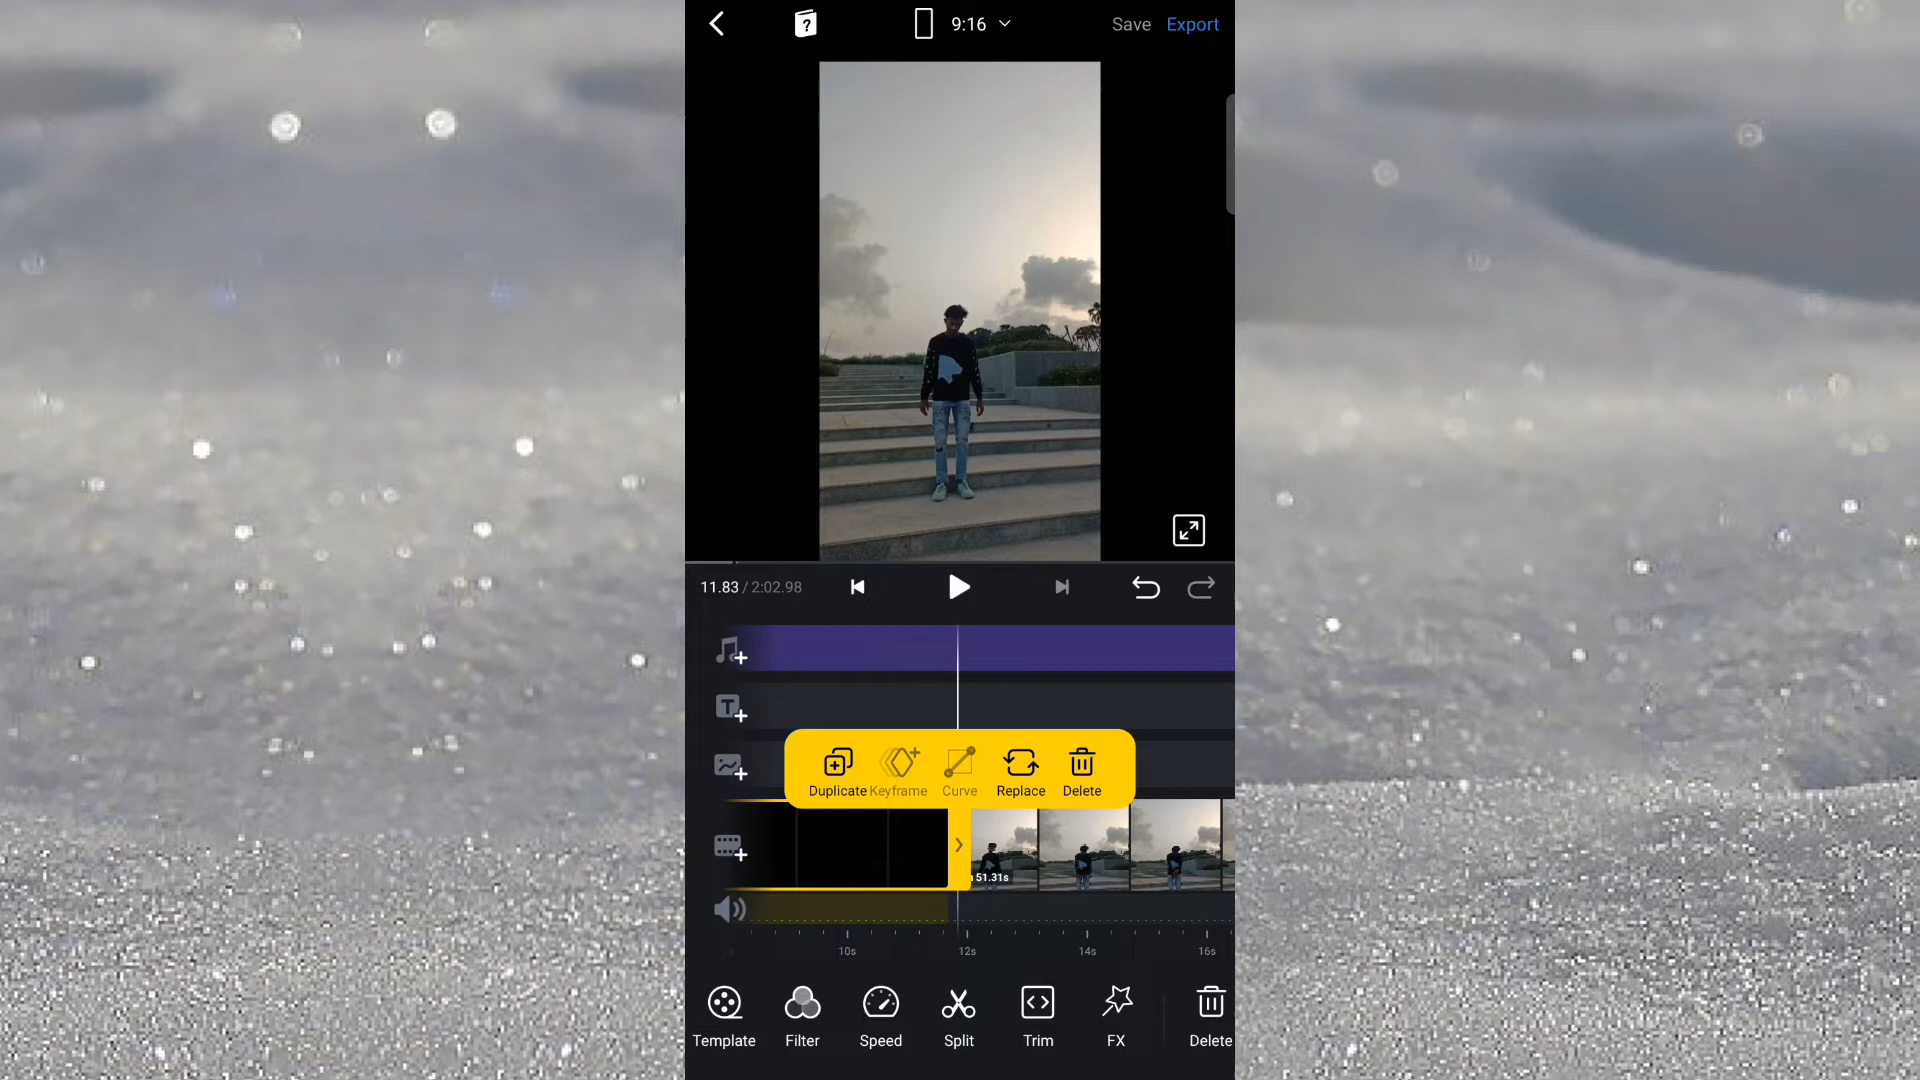 9:16 Save Export
11.83 / 2:02.98
Duplicate Keyframe Curve Replace Delete
51.31s
10s 12s 14s 16s
Template Filter Speed Split Trim FX Delete